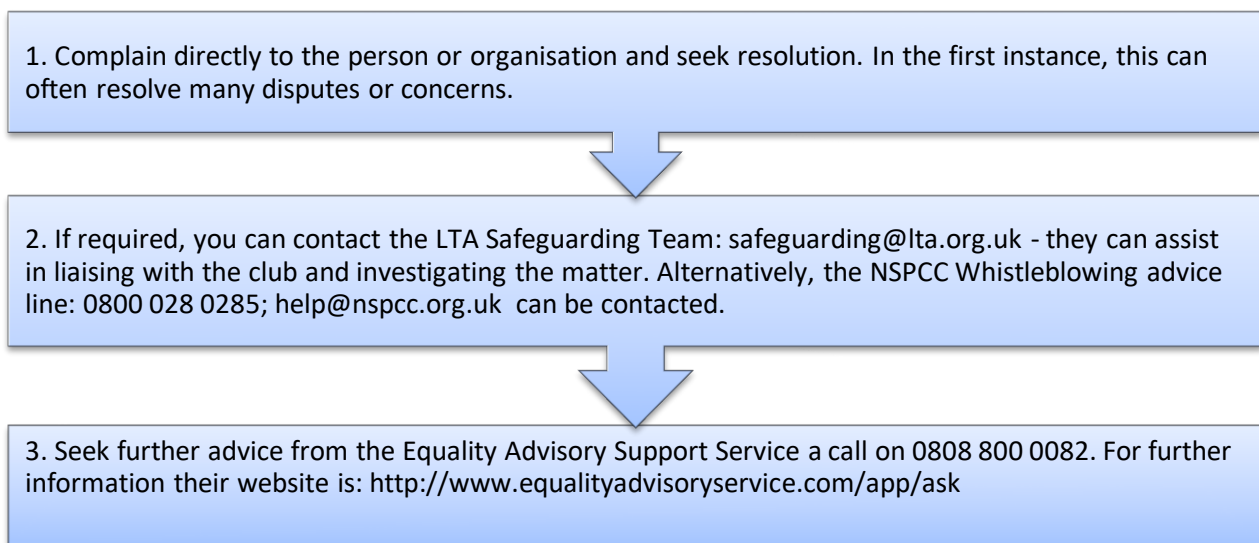 1. Complain directly to the person or organisation and seek resolution. In the first instance, this can
often resolve many disputes or concerns.
2. If required, you can contact the LTA Safeguarding Team: safeguarding@lta.org.uk - they can assist
in liaising with the club and investigating the matter. Alternatively, the NSPCC Whistleblowing advice
line: 0800 028 0285; help@nspcc.org.uk can be contacted.
3. Seek further advice from the Equality Advisory Support Service a call on 0808 800 0082. For further
information their website is: http://www.equalityadvisoryservice.com/app/ask